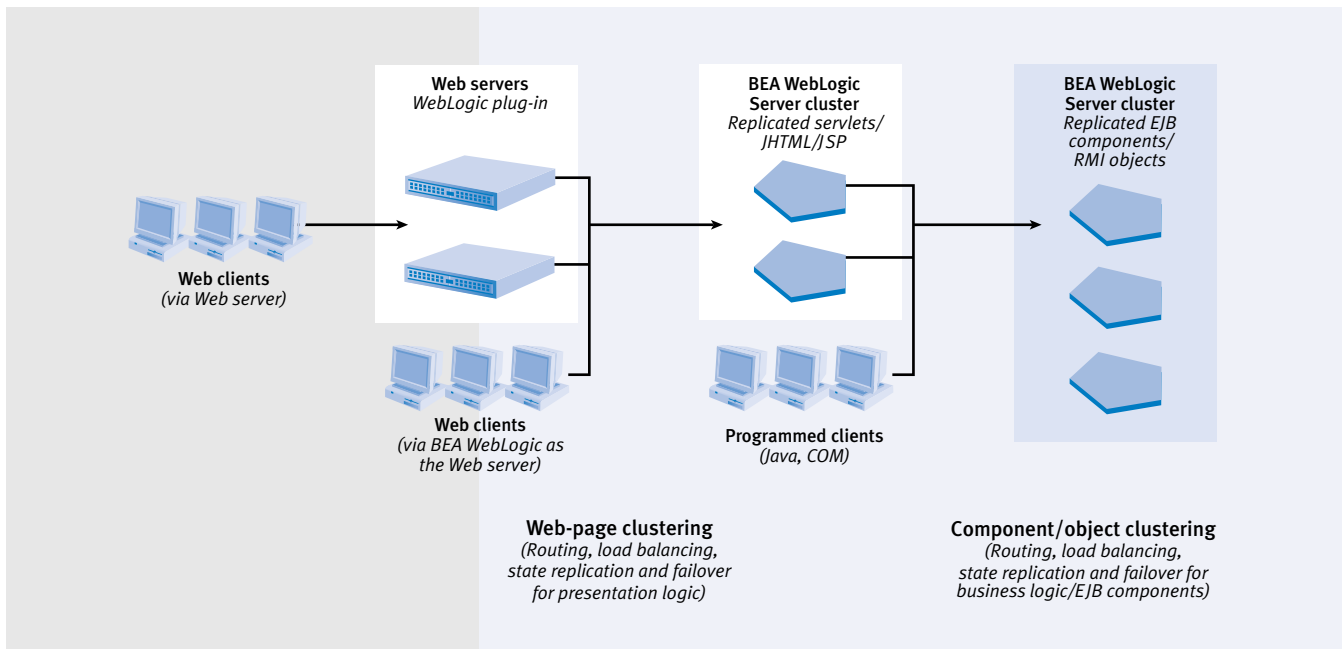 Web servers
WebLogic plug-in
BEA WebLogic
Server cluster
Replicated servlets/
JHTML/JSP
BEA WebLogic
Server cluster
Replicated EJB
components/
RMI objects
Web clients
(via Web server)
Web clients
(via BEA WebLogic as
the Web server)
Programmed clients
(Java, COM)
Web-page clustering
(Routing, load balancing,
state replication and failover
for presentation logic)
Component/object clustering
(Routing, load balancing,
state replication and failover for
business logic/EJB components)